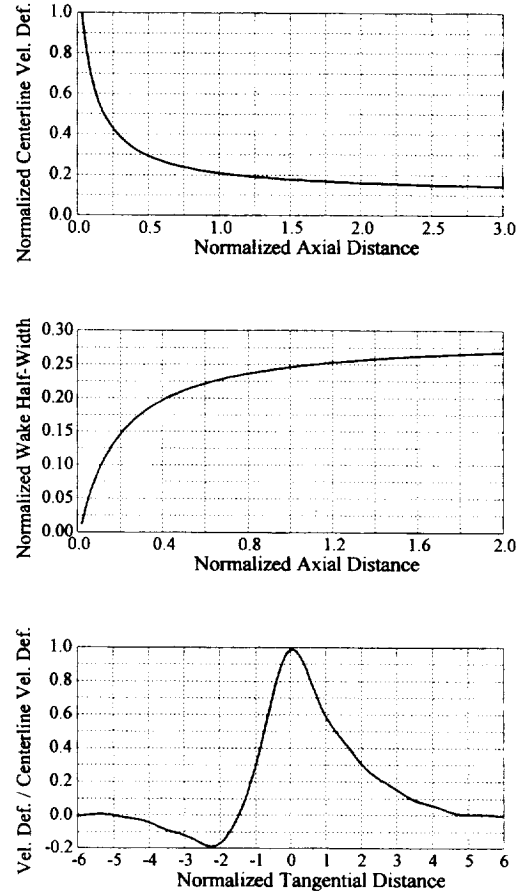 Normalized Centerline Vel. Def.
1.0
0.8
0.6
0.4
0.2
0.0
0.0 0.5 1.0 1.5 2.0 2.5 3.0
Normalized Axial Distance
Normalized Wake Half-Width
0.30
0.25
0.20
0.15
0.10
0.05
0.00
0.0 0.4 0.8 1.2 1.6 2.0
Normalized Axial Distance
Vel. Def. / Centerline Vel. Def.
1.0
0.8
0.6
0.4
0.2
0.0
-0.2
-6 -5 -4 -3 -2 -1 0 1 2 3 4 5 6
Normalized Tangential Distance